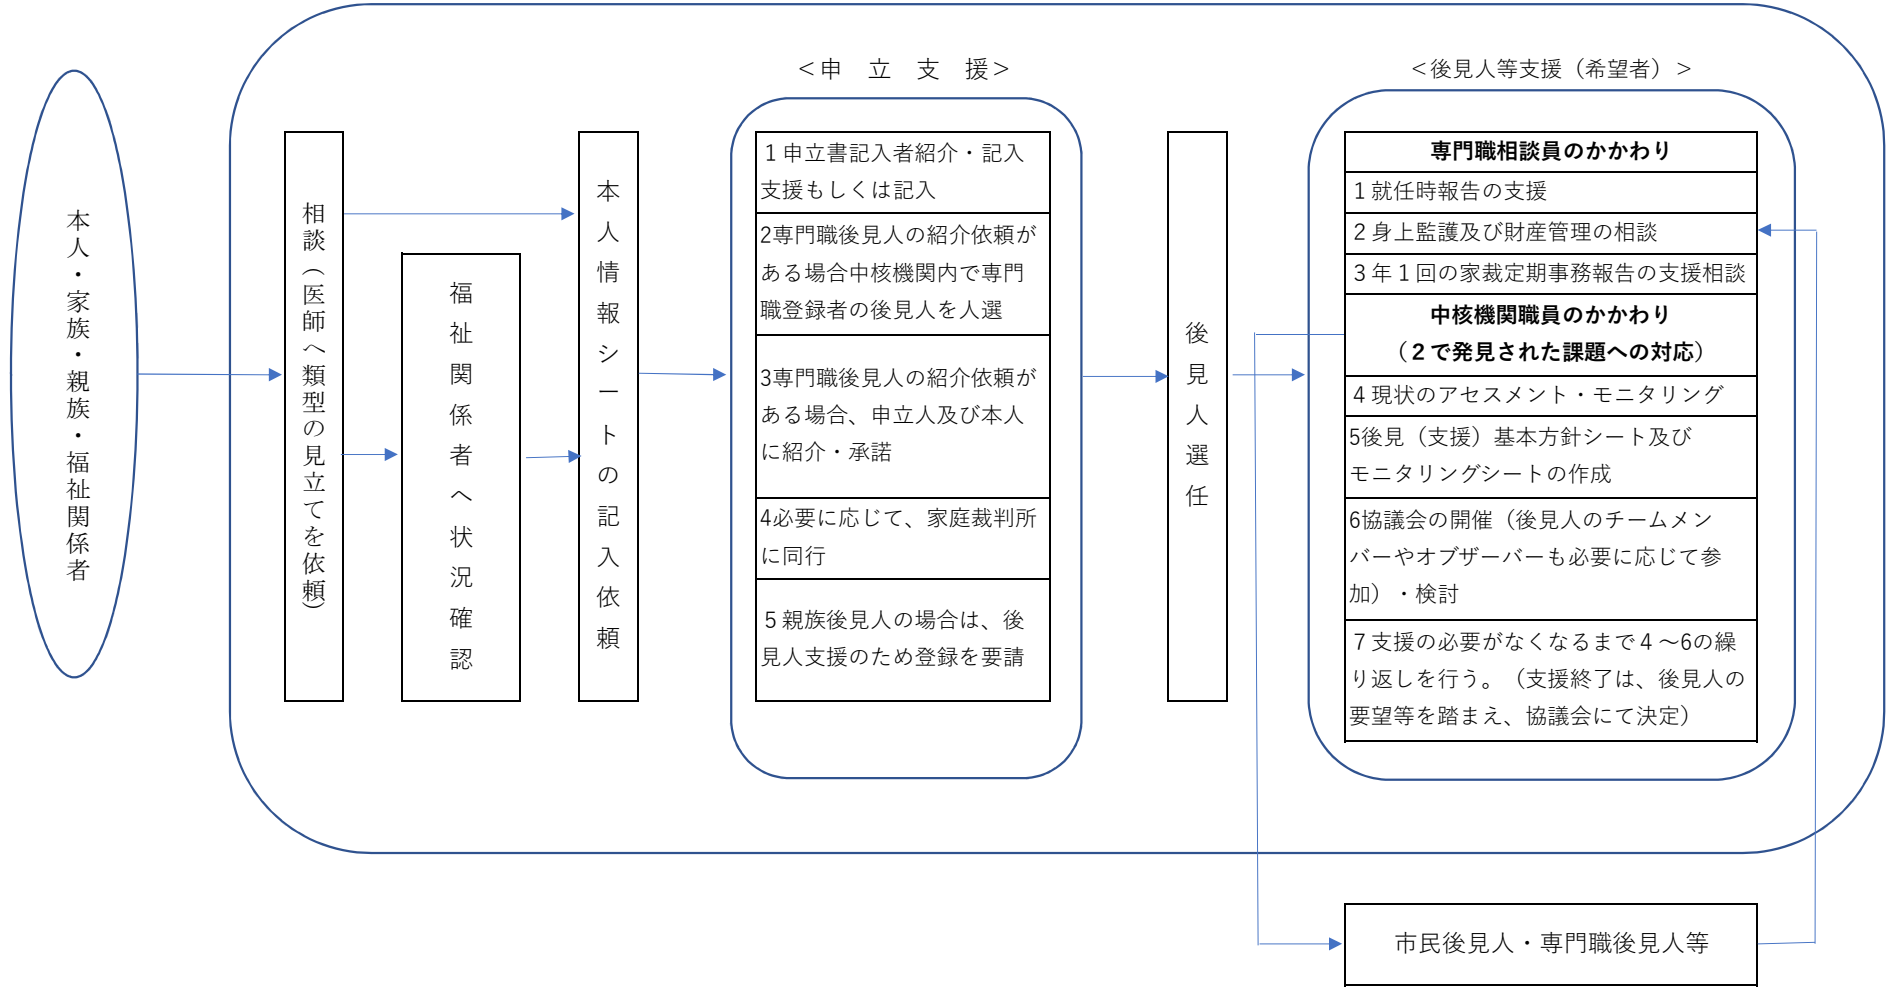 本人・家族・親族・福祉関係者
相談（医師へ類型の見立てを依頼）
福祉関係者へ状況確認
本人情報シートの記入依頼
＜申　立　支　援＞
１申立書記入者紹介・記入
支援もしくは記入
2専門職後見人の紹介依頼が
ある場合中核機関内で専門
職登録者の後見人を人選
3専門職後見人の紹介依頼が
ある場合、申立人及び本人
に紹介・承諾
4必要に応じて、家庭裁判所
に同行
５親族後見人の場合は、後
見人支援のため登録を要請
後見人選任
＜後見人等支援（希望者）＞
専門職相談員のかかわり
１就任時報告の支援
２身上監護及び財産管理の相談
３年１回の家裁定期事務報告の支援相談
中核機関職員のかかわり
（２で発見された課題への対応）
４現状のアセスメント・モニタリング
5後見（支援）基本方針シート及び
モニタリングシートの作成
6協議会の開催（後見人のチームメン
バーやオブザーバーも必要に応じて参
加）・検討
７支援の必要がなくなるまで４～6の繰
り返しを行う。（支援終了は、後見人の
要望等を踏まえ、協議会にて決定）
市民後見人・専門職後見人等